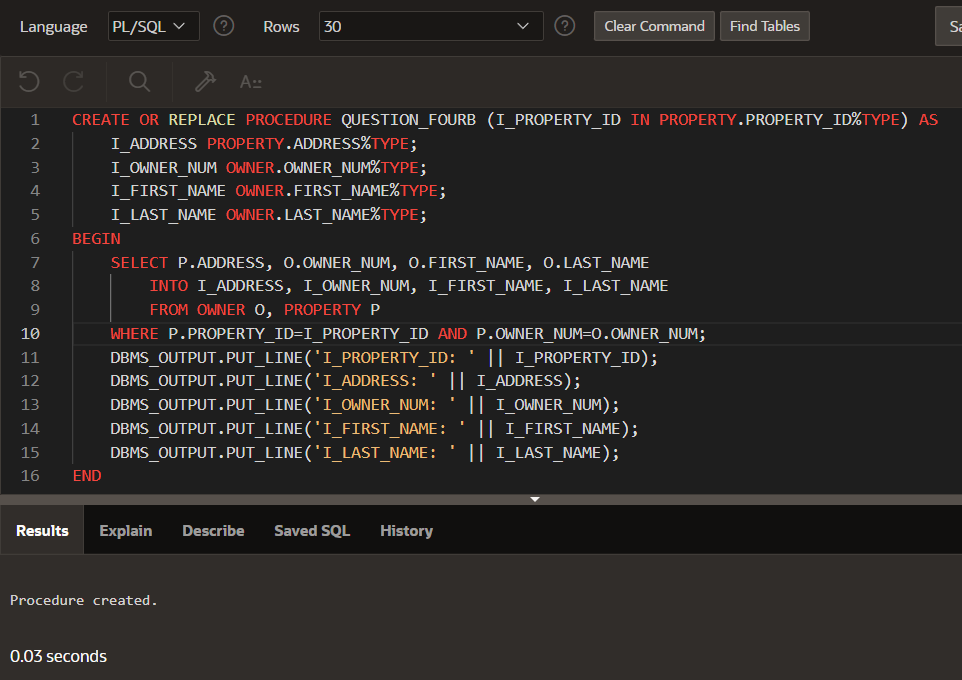 Language PL/SQL ? Rows 30 ? Clear Command Find Tables Sa
A::
1 CREATE OR REPLACE PROCEDURE QUESTION_FOURB (I_PROPERTY_ID IN PROPERTY.PROPERTY_ID%TYPE) AS
2 I_ADDRESS PROPERTY.ADDRESS%TYPE;
3 I_OWNER_NUM OWNER.OWNER_NUM%TYPE;
4 I_FIRST_NAME OWNER.FIRST_NAME%TYPE;
5 I_LAST_NAME OWNER.LAST_NAME%TYPE;
6 BEGIN
7 SELECT P.ADDRESS, O.OWNER_NUM, O.FIRST_NAME, O.LAST_NAME
8 INTO I_ADDRESS, I_OWNER_NUM, I_FIRST_NAME, I_LAST_NAME
9 FROM OWNER O, PROPERTY P
10 WHERE P.PROPERTY_ID=I_PROPERTY_ID AND P.OWNER_NUM=O.OWNER_NUM;
11 DBMS_OUTPUT.PUT_LINE('I_PROPERTY_ID: ' || I_PROPERTY_ID);
12 DBMS_OUTPUT.PUT_LINE('I_ADDRESS: ' || I_ADDRESS);
13 DBMS_OUTPUT.PUT_LINE('I_OWNER_NUM: ' || I_OWNER_NUM);
14 DBMS_OUTPUT.PUT_LINE('I_FIRST_NAME: ' || I_FIRST_NAME);
15 DBMS_OUTPUT.PUT_LINE('I_LAST_NAME: ' || I_LAST_NAME);
16 END
Results Explain Describe Saved SQL History
Procedure created.
0.03 seconds